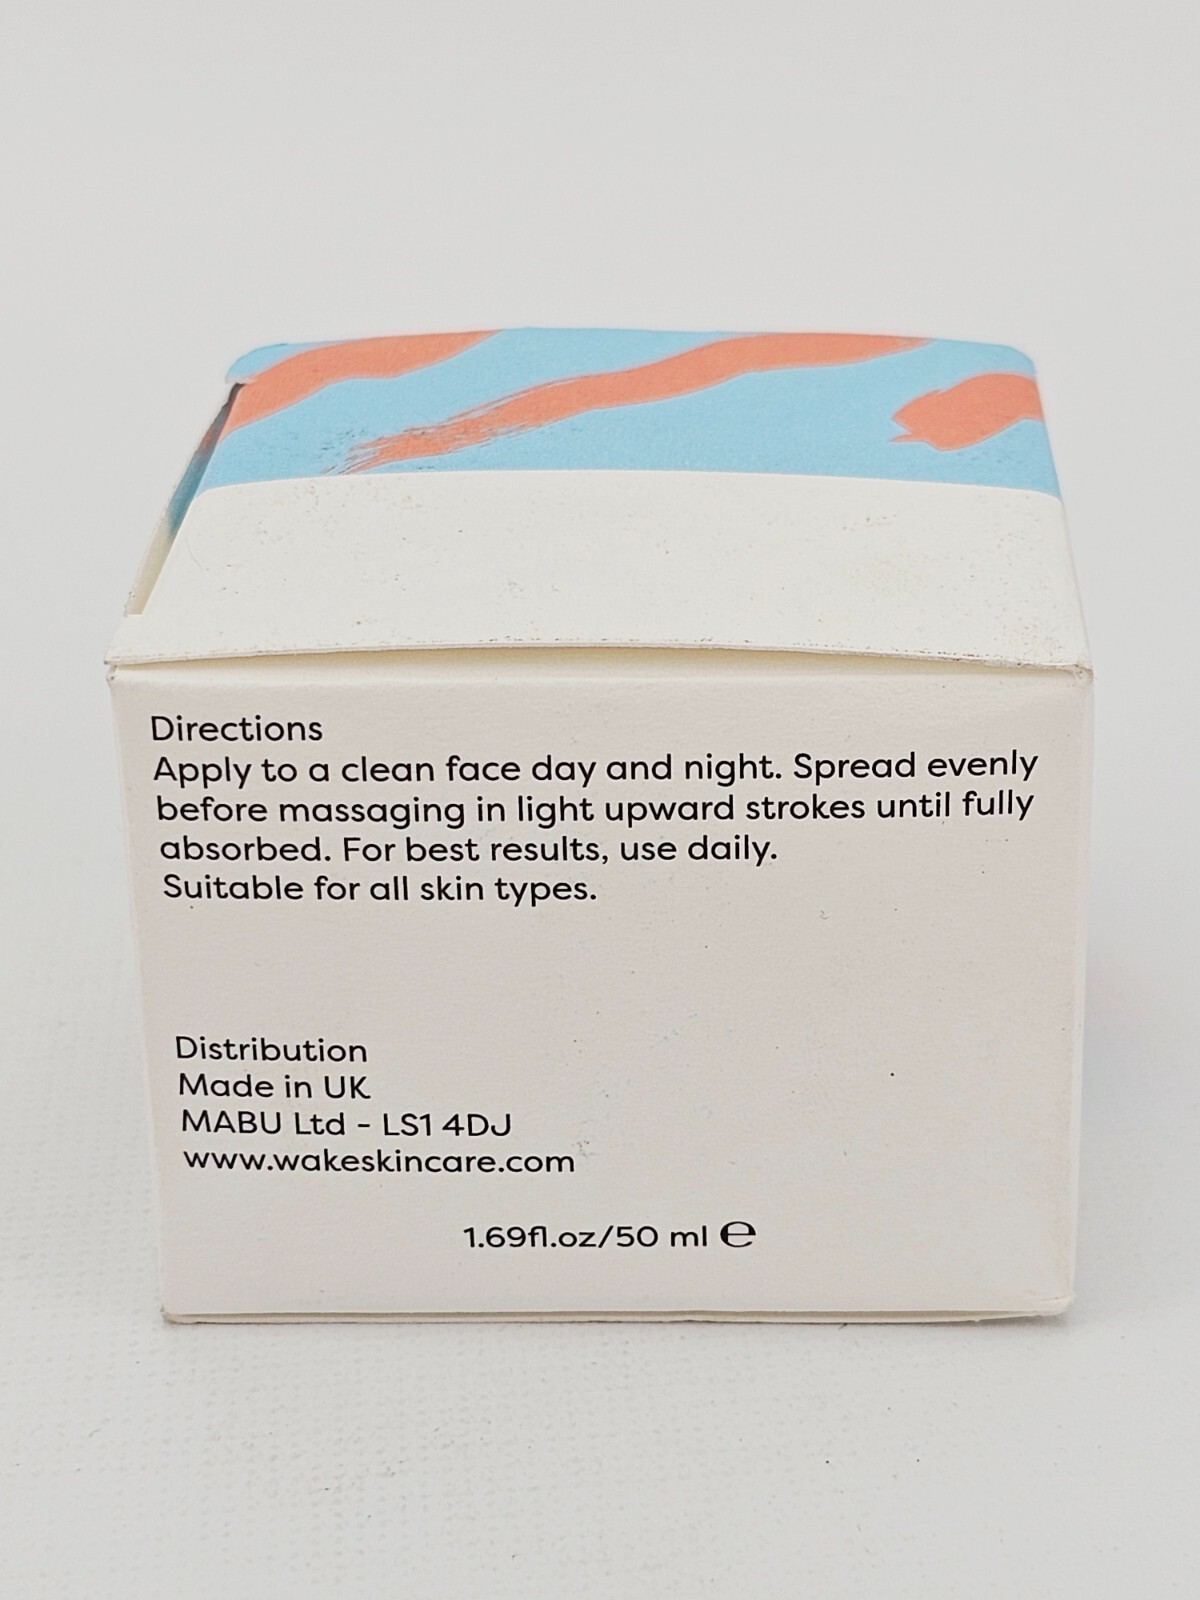 Directions
Apply to a clean face day and night. Spread evenly
before massaging in light upward strokes until fully
absorbed. For best results, use daily.
Suitable for all skin types.
Distribution
Made in UK
MABU Ltd - LS1 4DJ
www.wakeskincare.com
1.69fl.oz/50 ml ℮